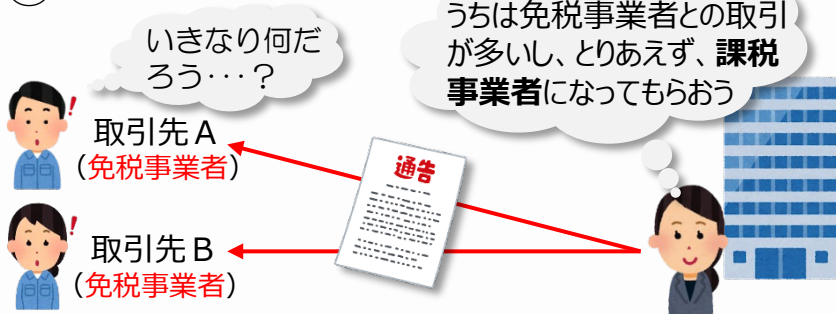 いきなり何だ
ろう・・・？
うちは免税事業者との取引
が多いし、とりあえず、課税
事業者になってもらおう
取引先Ａ
（免税事業者）
通告
取引先Ｂ
（免税事業者）